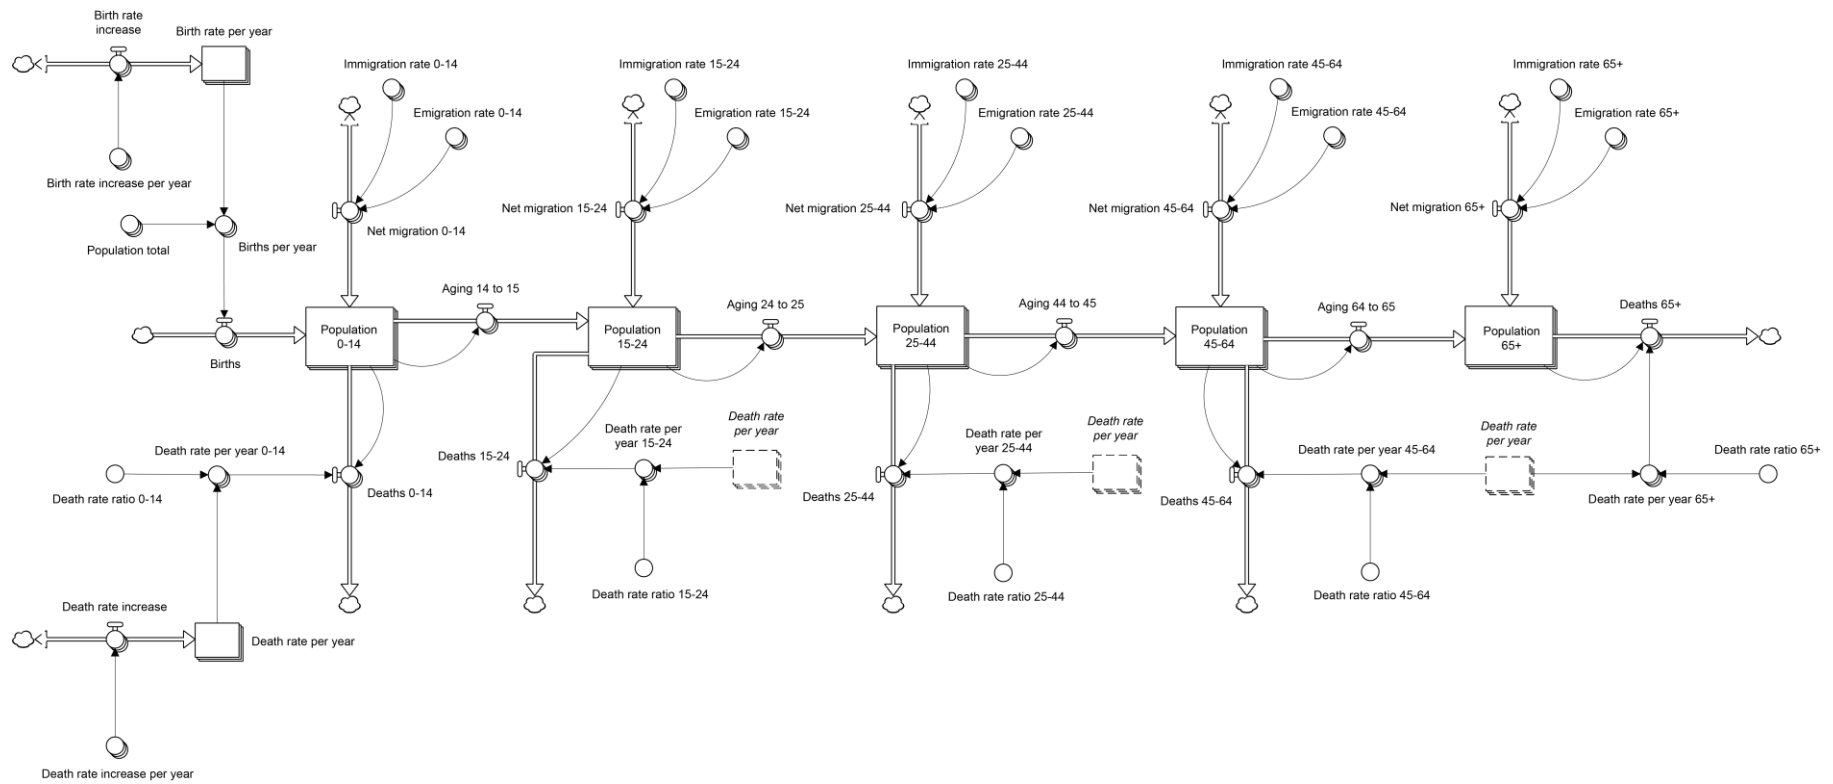 Birth rate
increase
Birth rate per year
Immigration rate 0-14
Immigration rate 15-24
Immigration rate 25-44
Immigration rate 45-64
Immigration rate 65+
Emigration rate 0-14
Emigration rate 15-24
Emigration rate 25-44
Emigration rate 45-64
Emigration rate 65+
Birth rate increase per year
Net migration 0-14
Net migration 15-24
Net migration 25-44
Net migration 45-64
Net migration 65+
Population total
Births per year
Aging 14 to 15
Aging 24 to 25
Aging 44 to 45
Aging 64 to 65
Deaths 65+
Population
0-14
Population
15-24
Population
25-44
Population
45-64
Population
65+
Births
Death rate per year 0-14
Death rate ratio 0-14
Deaths 0-14
Deaths 15-24
Death rate per
year 15-24
Death rate
per year
Deaths 25-44
Death rate per
year 25-44
Death rate
per year
Deaths 45-64
Death rate per year 45-64
Death rate
per year
Death rate per year 65+
Death rate ratio 65+
Death rate ratio 15-24
Death rate ratio 25-44
Death rate ratio 45-64
Death rate increase
Death rate per year
Death rate increase per year